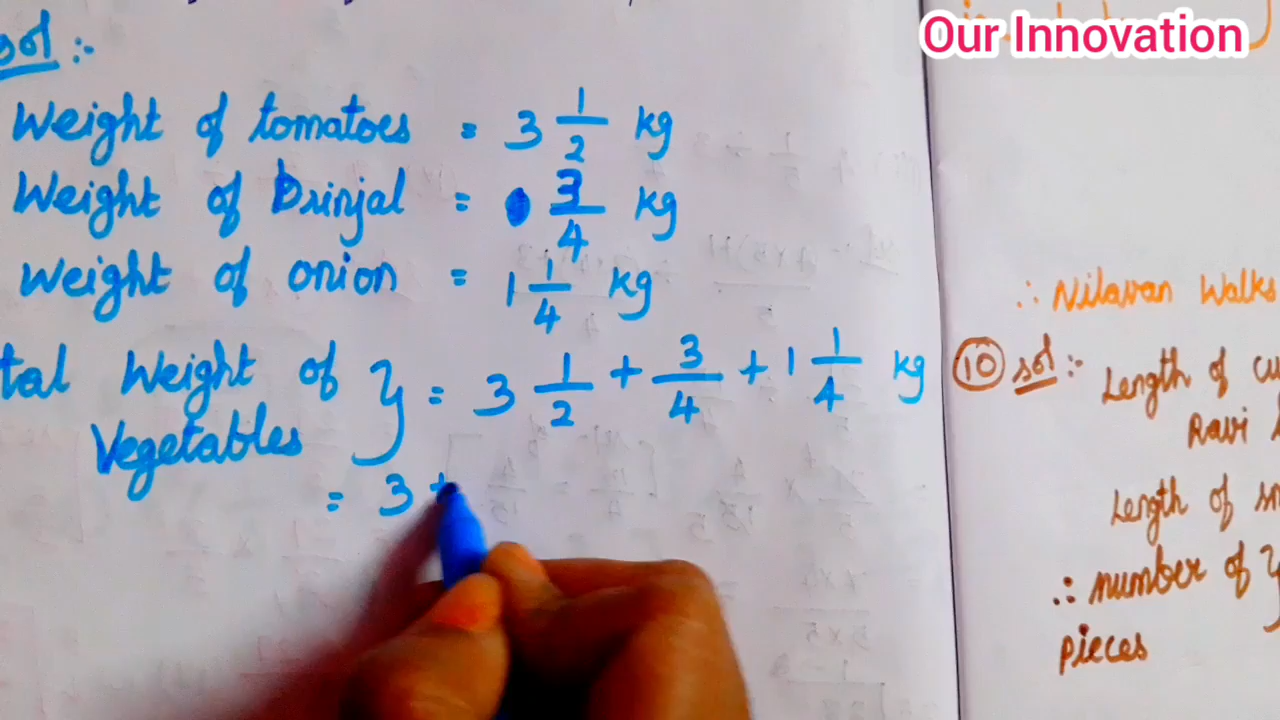 Our Innovation
sol :-
Weight of tomatoes = 3 1/2 kg
Weight of Brinjal = 3/4 kg
Weight of onion = 1 1/4 kg
tal Weight of Vegetables } = 3 1/2 + 3/4 + 1 1/4 kg
= 3 +
∴ Nilavan Walks
10 sol :-
Length of cu
Ravi
Length of sm
∴ number of }
pieces